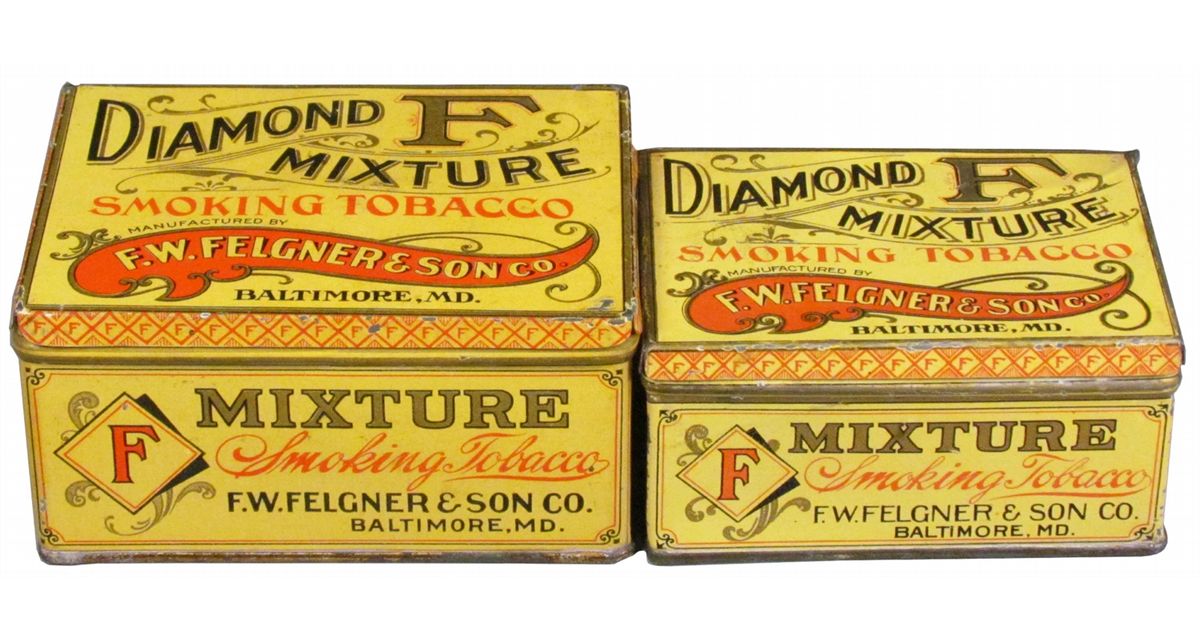 DIAMOND F
MIXTURE
SMOKING TOBACCO
MANUFACTURED BY
F.W. FELGNER & SON CO.
BALTIMORE, MD.
F MIXTURE
Smoking Tobacco
F.W. FELGNER & SON CO.
BALTIMORE, MD.
DIAMOND F
MIXTURE
SMOKING TOBACCO
MANUFACTURED BY
F.W. FELGNER & SON CO.
BALTIMORE, MD.
F MIXTURE
Smoking Tobacco
F.W. FELGNER & SON CO.
BALTIMORE, MD.